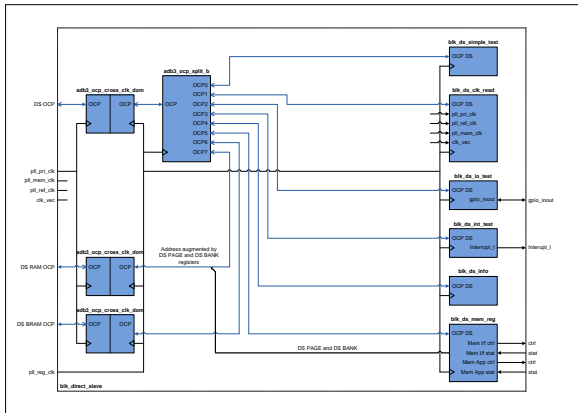 blk_ds_simple_test
OCP DS
adb3_ocp_cross_clk_dom
adb3_ocp_split_b
DS OCP
OCP
OCP
OCP
OCP0
OCP1
OCP2
OCP3
OCP4
OCP5
OCP6
OCP7
blk_ds_clk_read
OCP DS
pll_pri_clk
pll_ref_clk
pll_mem_clk
clk_vec
pll_pri_clk
pll_mem_clk
pll_ref_clk
clk_vec
blk_ds_io_test
OCP DS
gpio_inout
gpio_inout
blk_ds_int_test
OCP DS
Interrupt_l
Interupt_l
Address augmented by
DS PAGE and DS BANK
registers
adb3_ocp_cross_clk_dom
DS RAM OCP
OCP
OCP
blk_ds_info
OCP DS
adb3_ocp_cross_clk_dom
DS BRAM OCP
OCP
OCP
blk_ds_mem_reg
OCP DS
Mem I/f ctrl
Mem I/f stat
Mem App ctrl
Mem App stat
ctrl
stat
ctrl
stat
DS PAGE and DS BANK
pll_reg_clk
blk_direct_slave